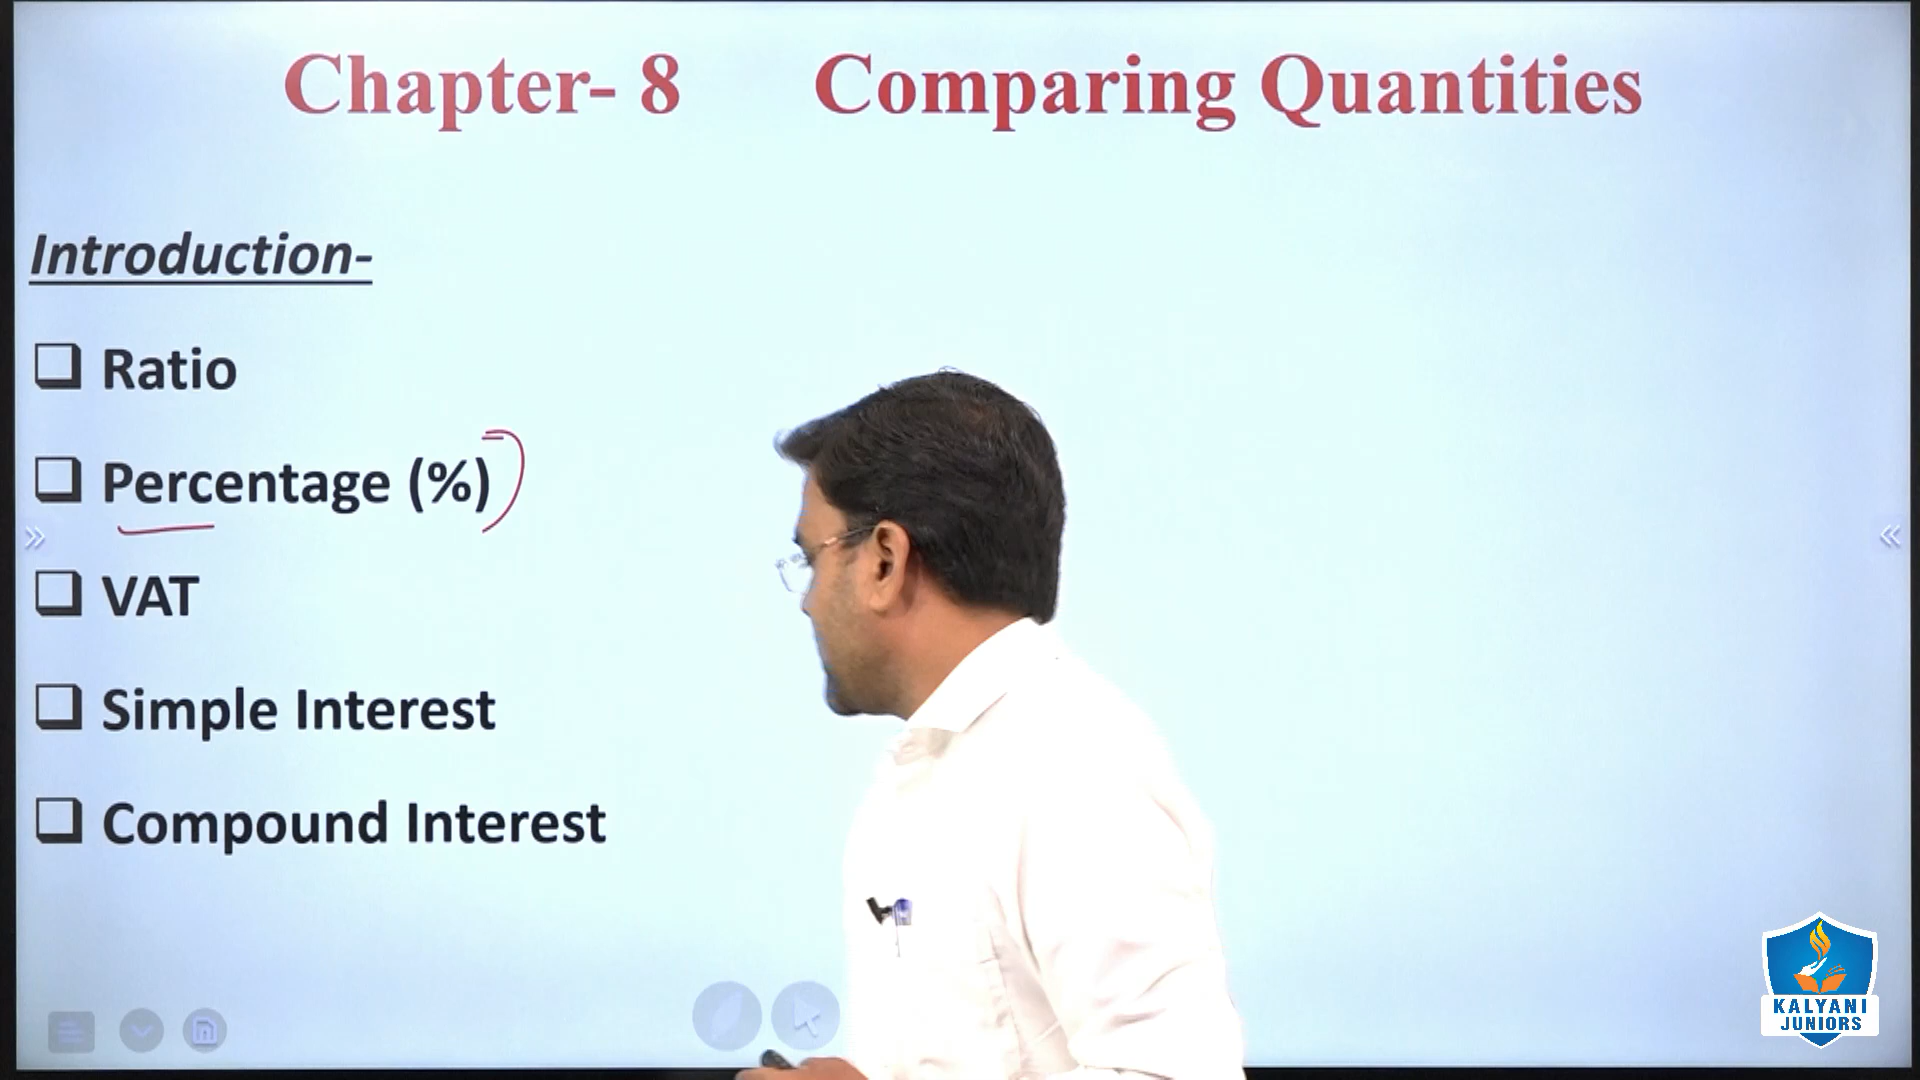 Chapter- 8 Comparing Quantities
Introduction-
❑ Ratio
❑ Percentage (%)
❑ VAT
❑ Simple Interest
❑ Compound Interest
KALYANI
JUNIORS